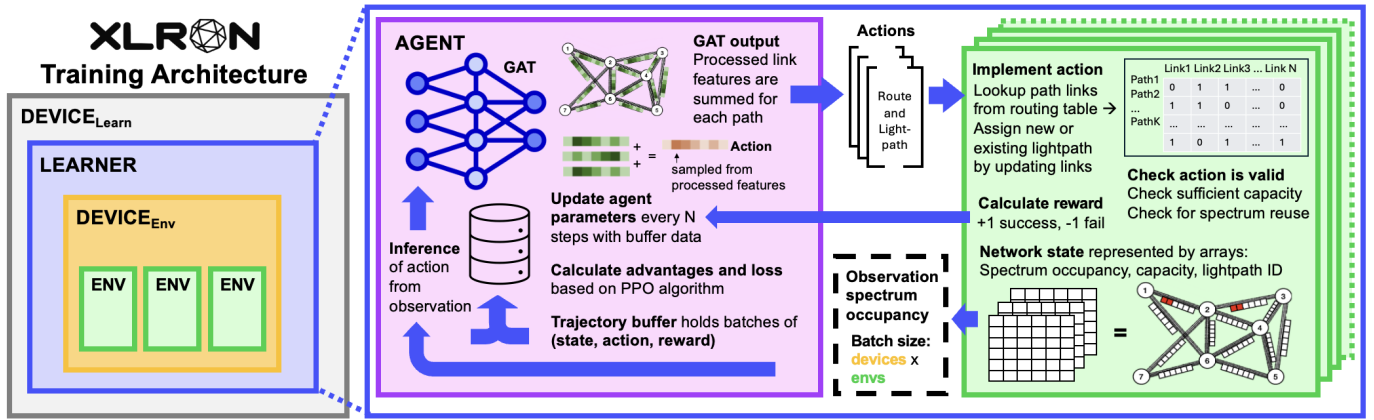 XLRON
Training Architecture
DEVICELearn
LEARNER
DEVICEEnv
ENV
ENV
ENV
AGENT
GAT
1
2
3
4
5
6
7
GAT output
Processed link
features are
summed for
each path
+
+
=
Action
sampled from
processed features
Inference
of action
from
observation
Update agent
parameters every N
steps with buffer data
Calculate advantages and loss
based on PPO algorithm
Trajectory buffer holds batches of
(state, action, reward)
Actions
Route
and
Light-
path
Implement action
Lookup path links
from routing table →
Assign new or
existing lightpath
by updating links
Link1 Link2 Link3 ... Link N
Path1 0 1 1 ... 0
Path2 1 1 0 ... 0
...
PathK ... ... ... ... ...
1 0 1 ... 1
Check action is valid
Check sufficient capacity
Check for spectrum reuse
Calculate reward
+1 success, -1 fail
Network state represented by arrays:
Spectrum occupancy, capacity, lightpath ID
=
1
2
3
4
5
6
7
Observation
spectrum
occupancy
Batch size:
devices x
envs